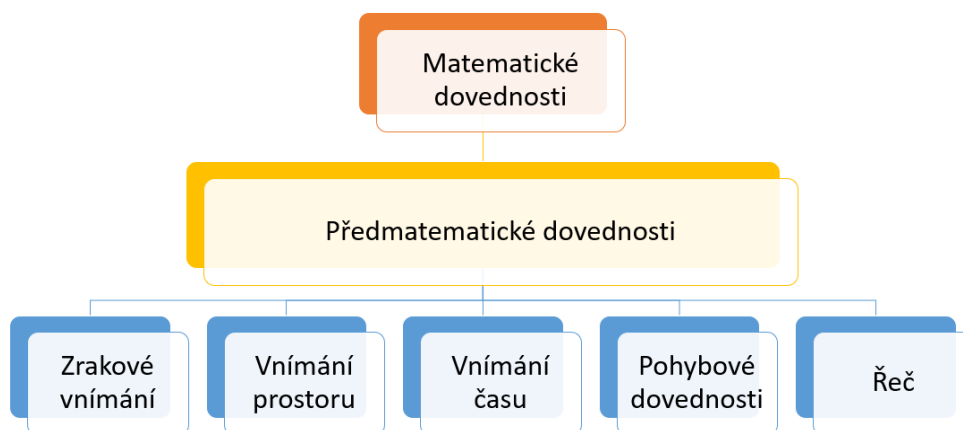 Matematické
dovednosti
Předmatematické dovednosti
Zrakové
vnímání
Vnímání
prostoru
Vnímání
času
Pohybové
dovednosti
Řeč